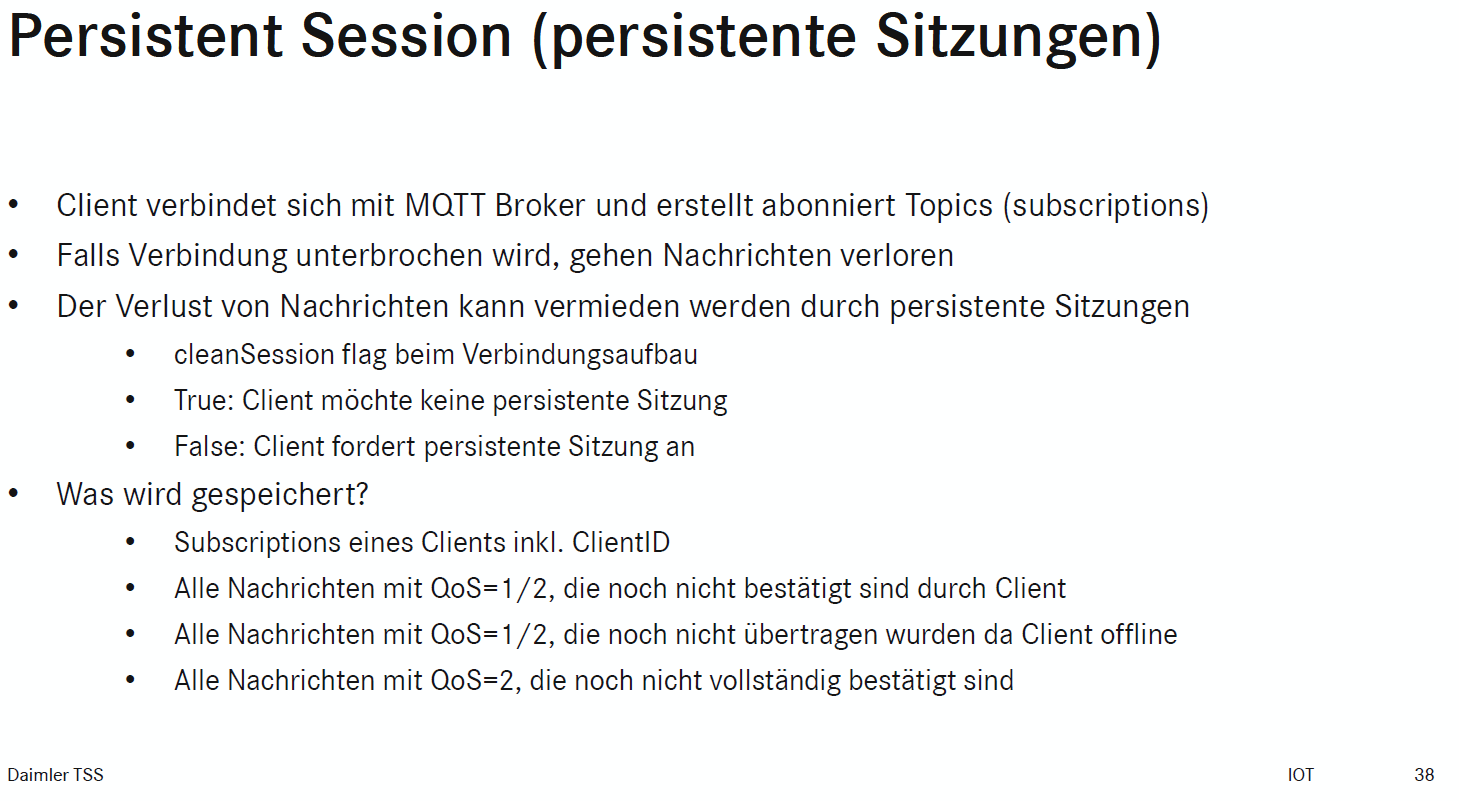 Persistent Session (persistente Sitzungen)
• Client verbindet sich mit MQTT Broker und erstellt abonniert Topics (subscriptions)
• Falls Verbindung unterbrochen wird, gehen Nachrichten verloren
• Der Verlust von Nachrichten kann vermieden werden durch persistente Sitzungen
• cleanSession flag beim Verbindungsaufbau
• True: Client möchte keine persistente Sitzung
• False: Client fordert persistente Sitzung an
• Was wird gespeichert?
• Subscriptions eines Clients inkl. ClientID
• Alle Nachrichten mit QoS=1/2, die noch nicht bestätigt sind durch Client
• Alle Nachrichten mit QoS=1/2, die noch nicht übertragen wurden da Client offline
• Alle Nachrichten mit QoS=2, die noch nicht vollständig bestätigt sind
Daimler TSS IOT 38